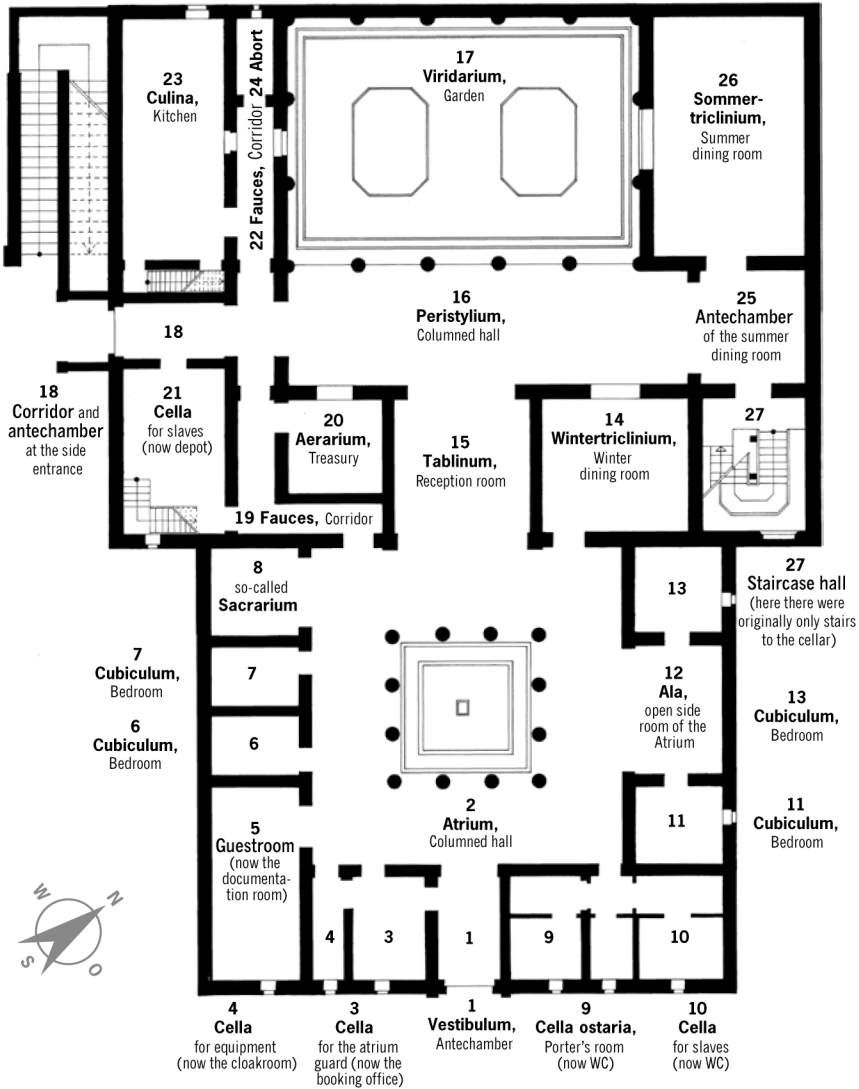 23
Culina,
Kitchen
22 Fauces, Corridor 24 Abort
17
Viridarium,
Garden
26
Sommer-
triclinium,
Summer
dining room
16
Peristylium,
Columned hall
25
Antechamber
of the summer
dining room
18
18
Corridor and
antechamber
at the side
entrance
21
Cella
for slaves
(now depot)
20
Aerarium,
Treasury
15
Tablinum,
Reception room
14
Wintertriclinium,
Winter
dining room
27
19 Fauces, Corridor
8
so-called
Sacrarium
13
27
Staircase hall
(here there were
originally only stairs
to the cellar)
7
Cubiculum,
Bedroom
7
12
Ala,
open side
room of the
Atrium
13
Cubiculum,
Bedroom
6
Cubiculum,
Bedroom
6
5
Guestroom
(now the
documenta-
tion room)
2
Atrium,
Columned hall
11
11
Cubiculum,
Bedroom
W
N
S
O
4
3
1
9
10
4
Cella
for equipment
(now the cloakroom)
3
Cella
for the atrium
guard (now the
booking office)
1
Vestibulum,
Antechamber
9
Cella ostaria,
Porter's room
(now WC)
10
Cella
for slaves
(now WC)